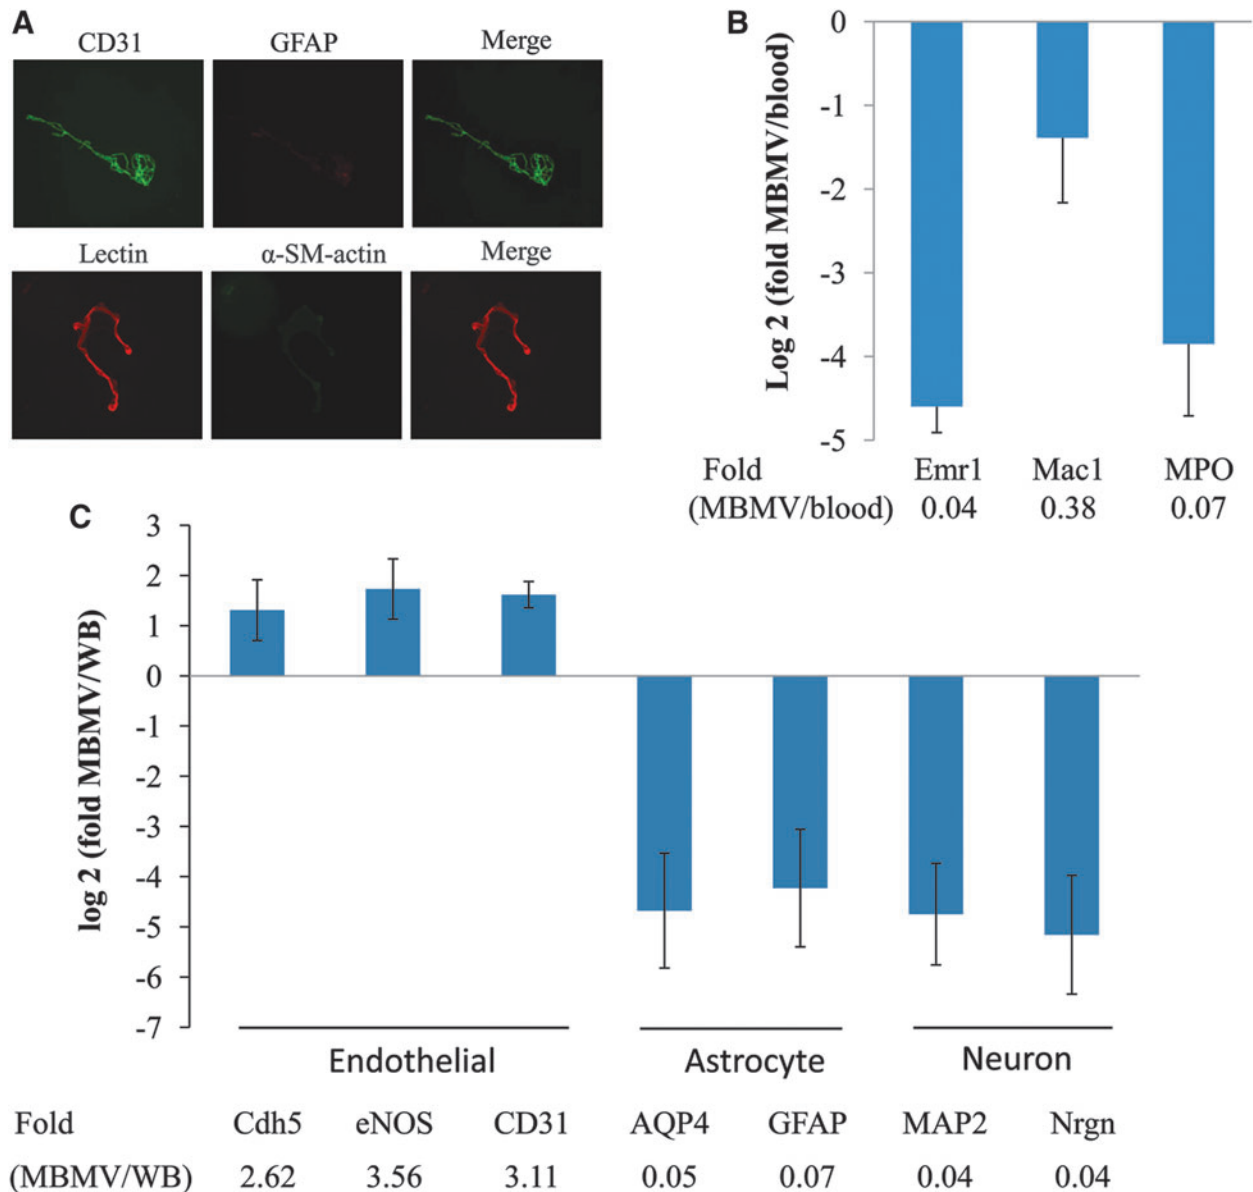 A
CD31 GFAP Merge
Lectin α-SM-actin Merge
B
Log 2 (fold MBMV/blood)
0
-1
-2
-3
-4
-5
Fold Emr1 Mac1 MPO
(MBMV/blood) 0.04 0.38 0.07
C
log 2 (fold MBMV/WB)
3
2
1
0
-1
-2
-3
-4
-5
-6
-7
Endothelial Astrocyte Neuron
Fold Cdh5 eNOS CD31 AQP4 GFAP MAP2 Nrgn
(MBMV/WB) 2.62 3.56 3.11 0.05 0.07 0.04 0.04